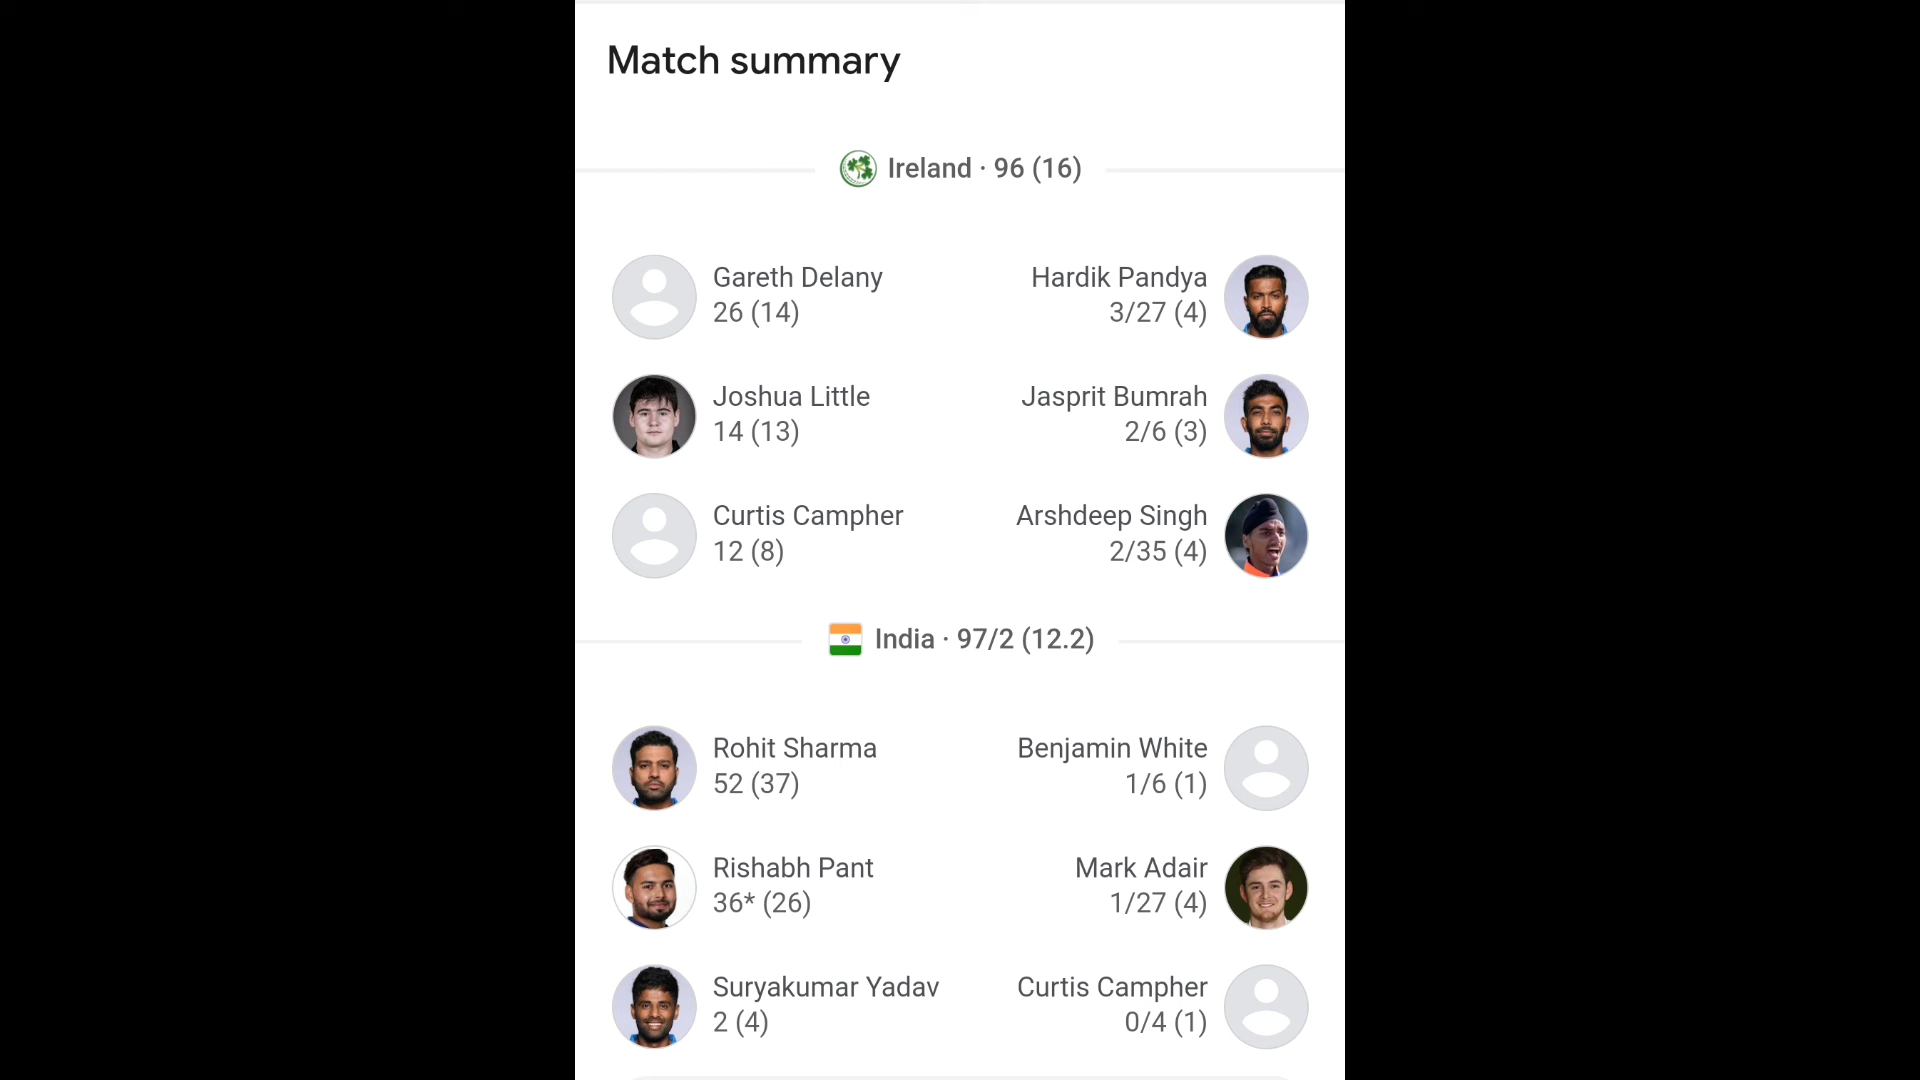 Match summary
Ireland · 96 (16)
Gareth Delany
26 (14)
Hardik Pandya
3/27 (4)
Joshua Little
14 (13)
Jasprit Bumrah
2/6 (3)
Curtis Campher
12 (8)
Arshdeep Singh
2/35 (4)
India · 97/2 (12.2)
Rohit Sharma
52 (37)
Benjamin White
1/6 (1)
Rishabh Pant
36* (26)
Mark Adair
1/27 (4)
Suryakumar Yadav
2 (4)
Curtis Campher
0/4 (1)